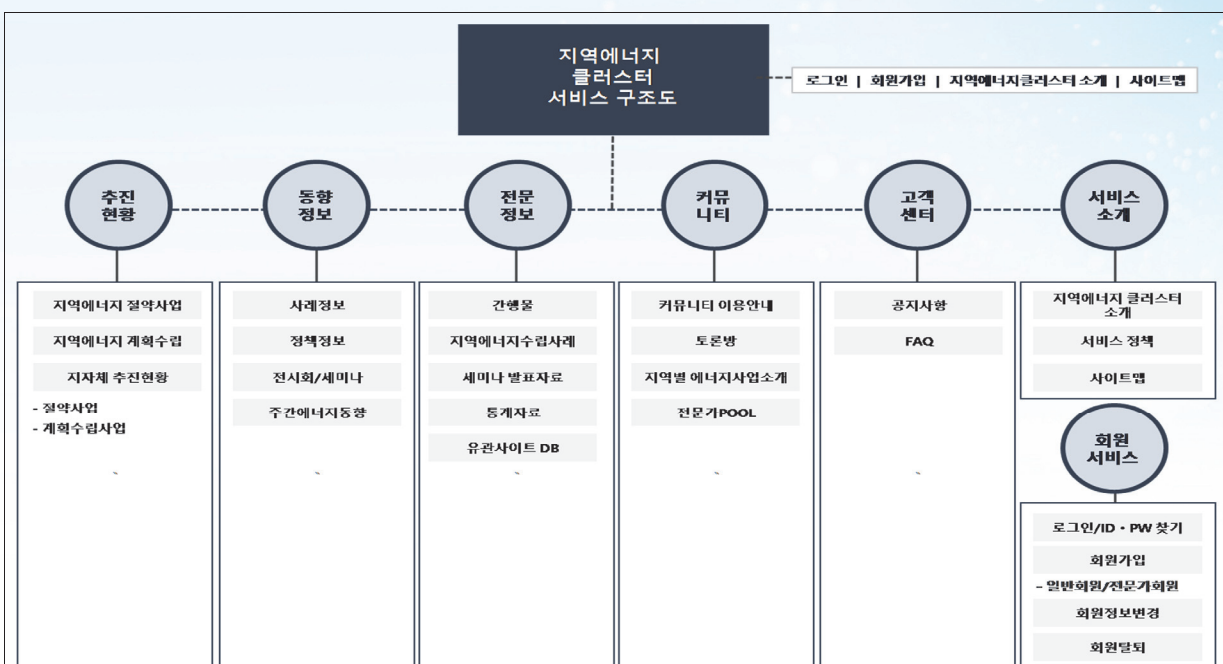 지역에너지
클러스터
서비스 구조도
로그인 | 회원가입 | 지역에너지클러스터 소개 | 사이트맵
추진
현황
동향
정보
전문
정보
커뮤
니티
고객
센터
서비스
소개
지역에너지 절약사업
지역에너지 계획수립
지자체 추진현황
- 절약사업
- 계획수립사업
사례정보
정책정보
전시회/세미나
주간에너지동향
간행물
지역에너지수립사례
세미나 발표자료
통계자료
유관사이트 DB
커뮤니티 이용안내
토론방
지역별 에너지사업소개
전문가POOL
공지사항
FAQ
지역에너지 클러스터
소개
서비스 정책
사이트맵
회원
서비스
로그인/ID・PW 찾기
회원가입
- 일반회원/전문가회원
회원정보변경
회원탈퇴